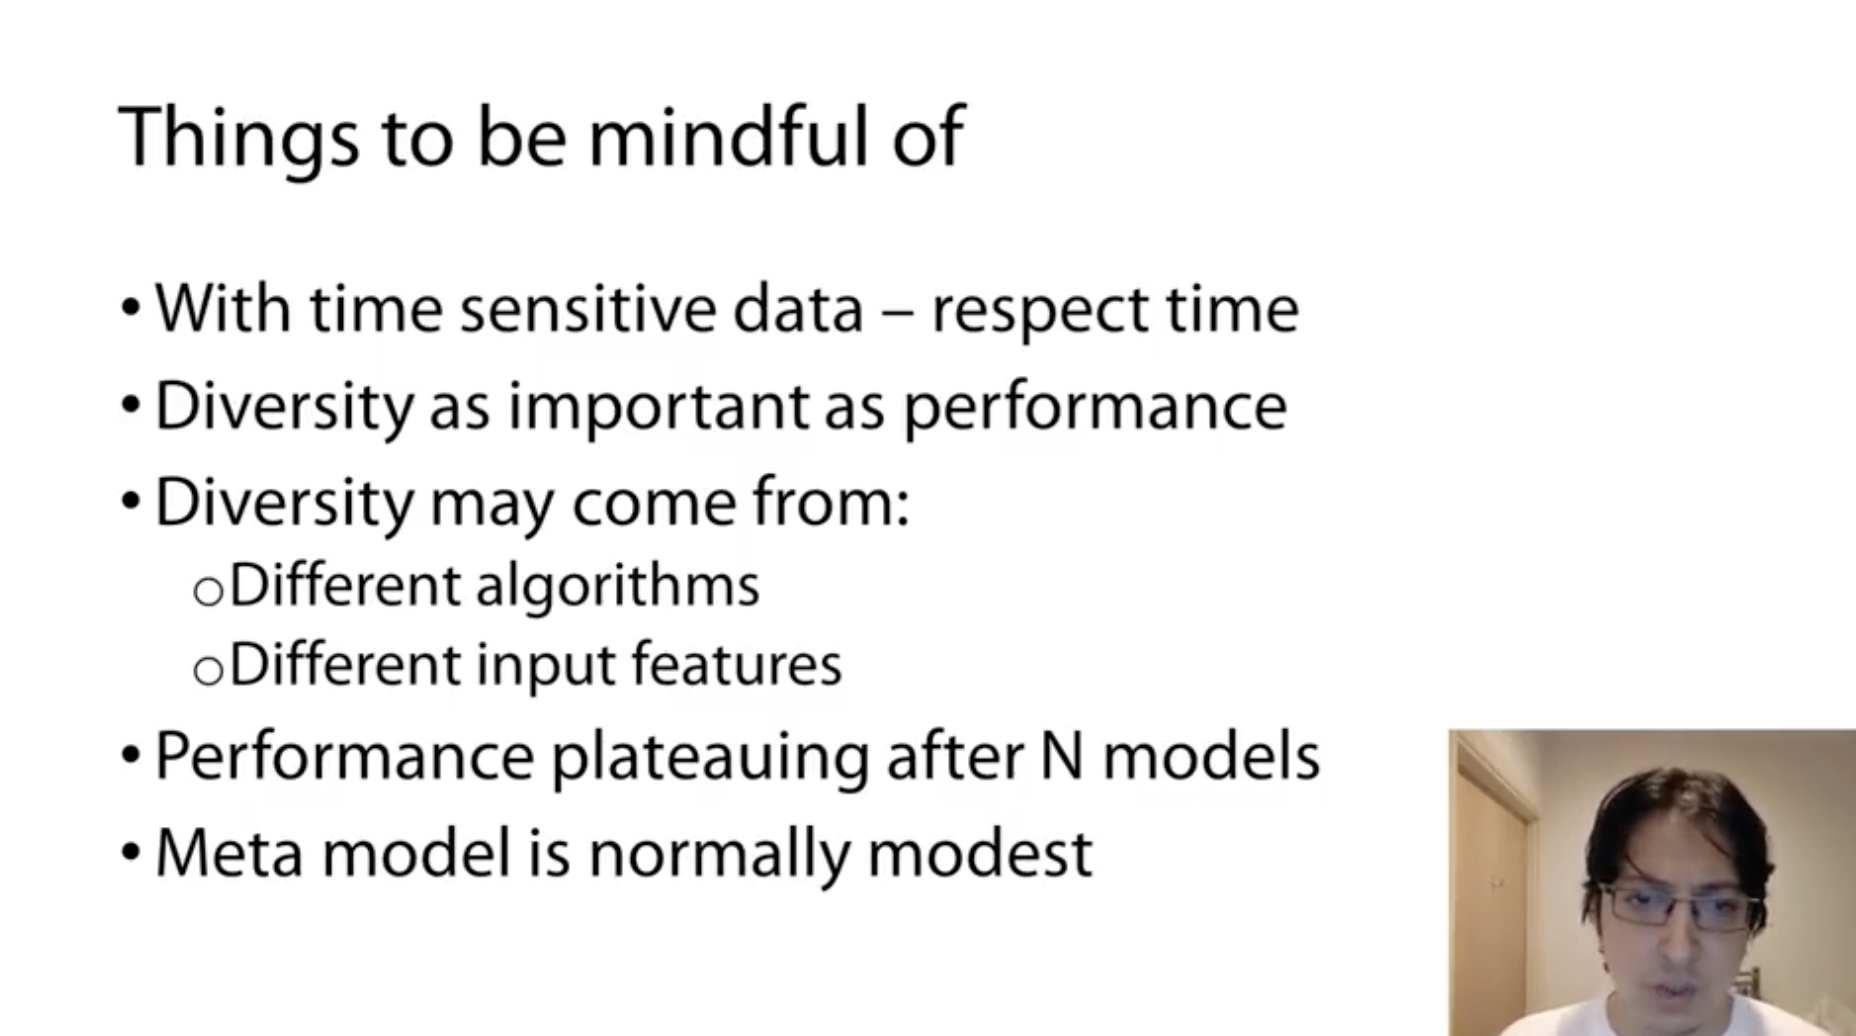 Things to be mindful of
• With time sensitive data – respect time
• Diversity as important as performance
• Diversity may come from:
o Different algorithms
o Different input features
• Performance plateauing after N models
• Meta model is normally modest